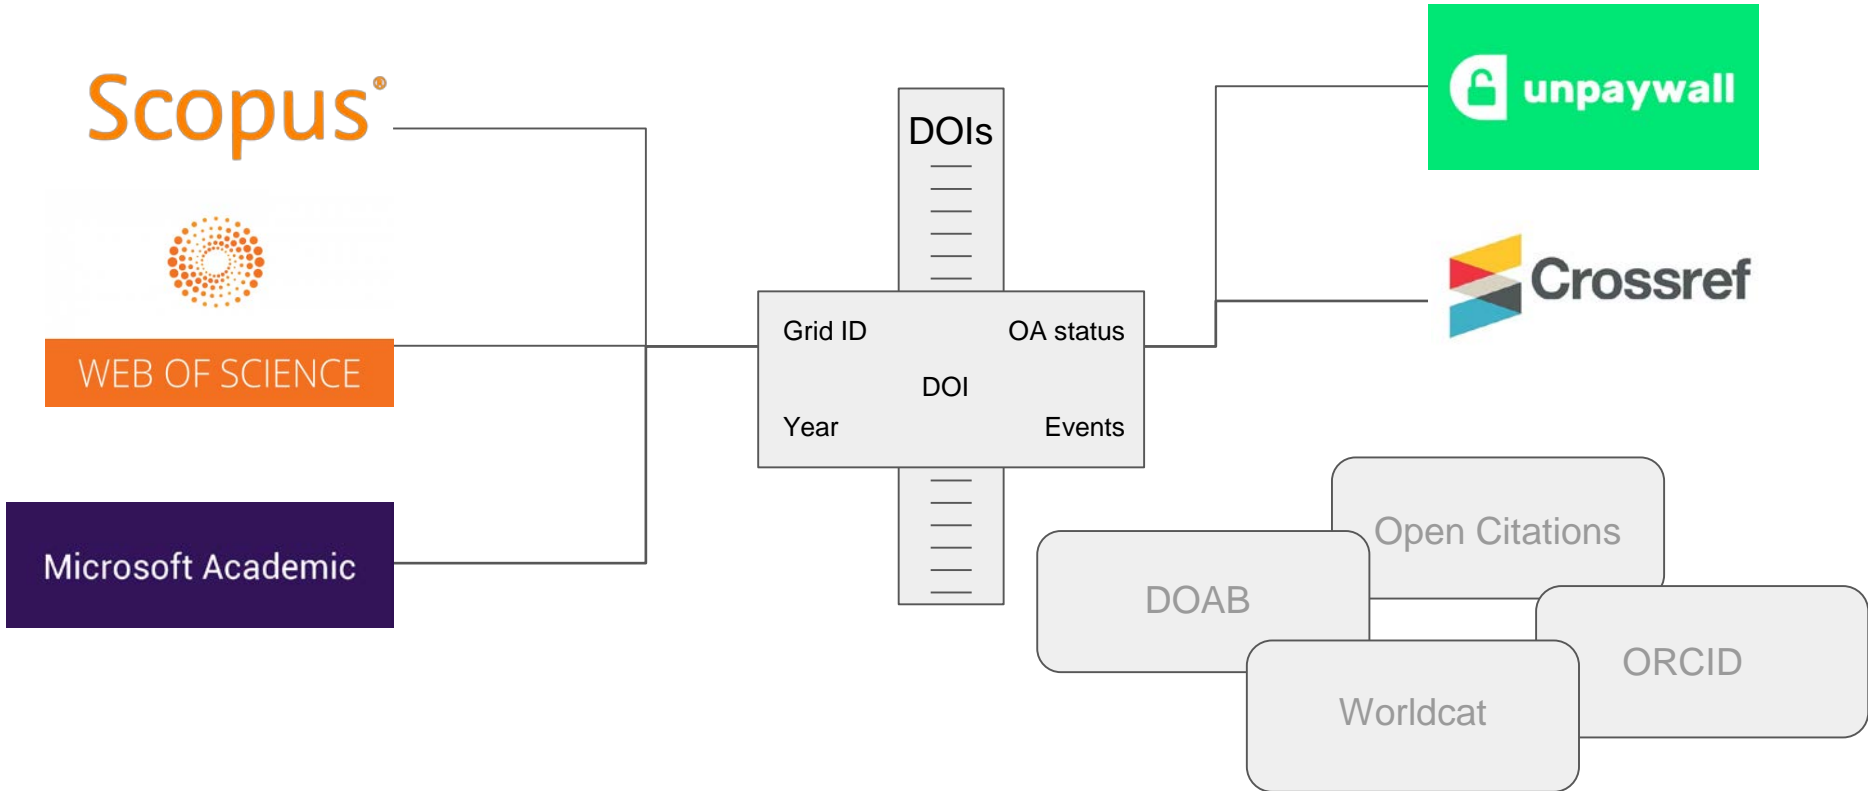 Scopus®
WEB OF SCIENCE
Microsoft Academic
DOIs
Grid ID
OA status
DOI
Year
Events
unpaywall
Crossref
Open Citations
DOAB
ORCID
Worldcat